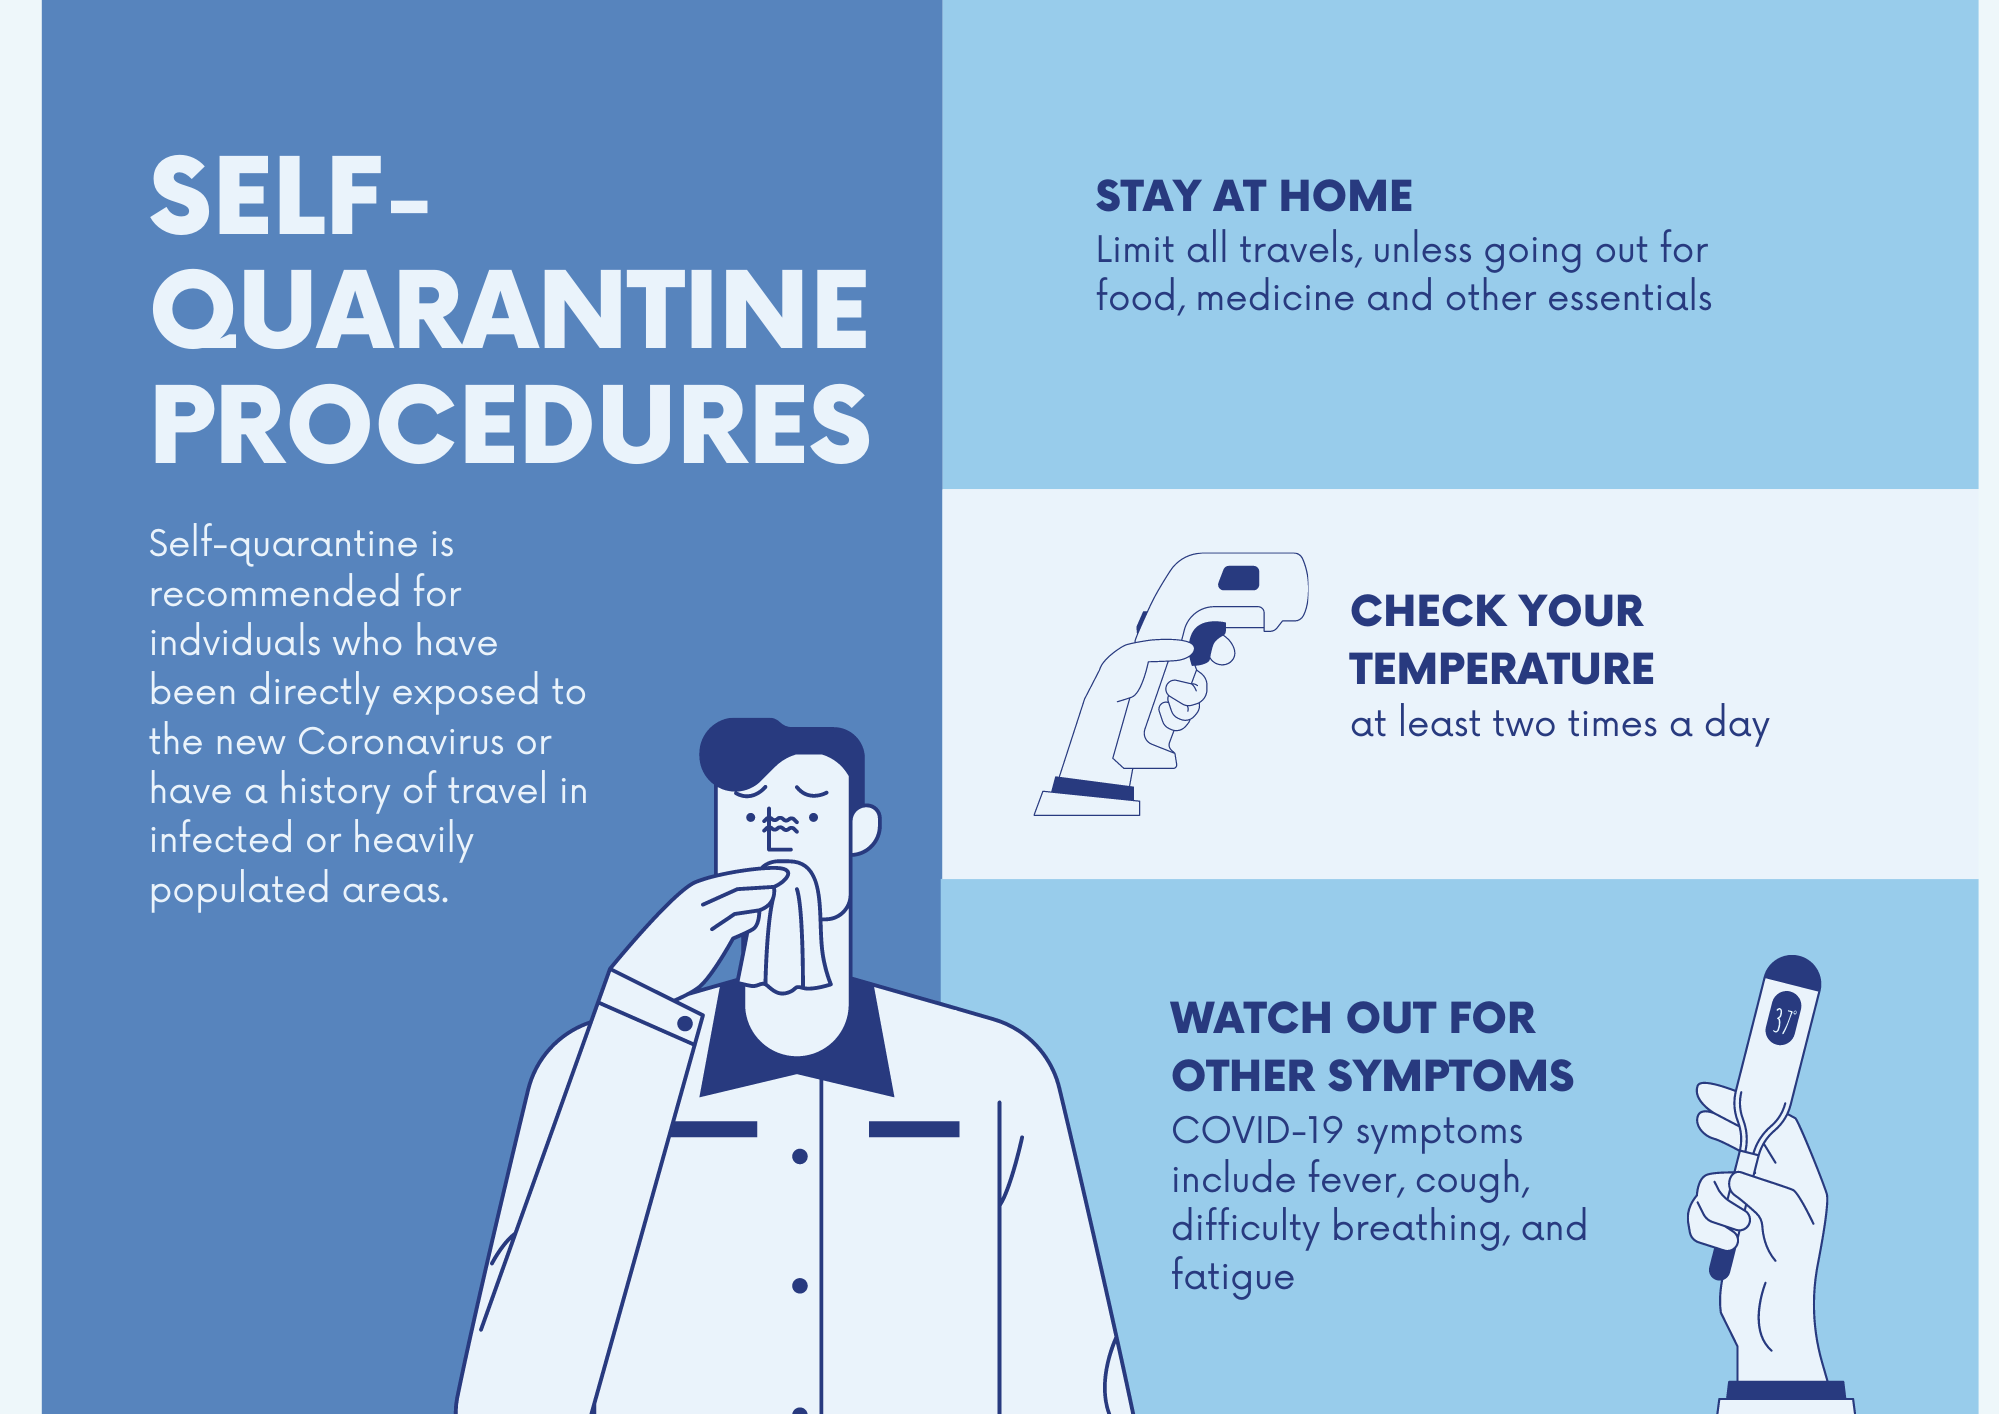 SELF-
QUARANTINE
PROCEDURES
Self-quarantine is
recommended for
indviduals who have
been directly exposed to
the new Coronavirus or
have a history of travel in
infected or heavily
populated areas.
STAY AT HOME
Limit all travels, unless going out for
food, medicine and other essentials
CHECK YOUR
TEMPERATURE
at least two times a day
WATCH OUT FOR
OTHER SYMPTOMS
COVID-19 symptoms
include fever, cough,
difficulty breathing, and
fatigue
37°